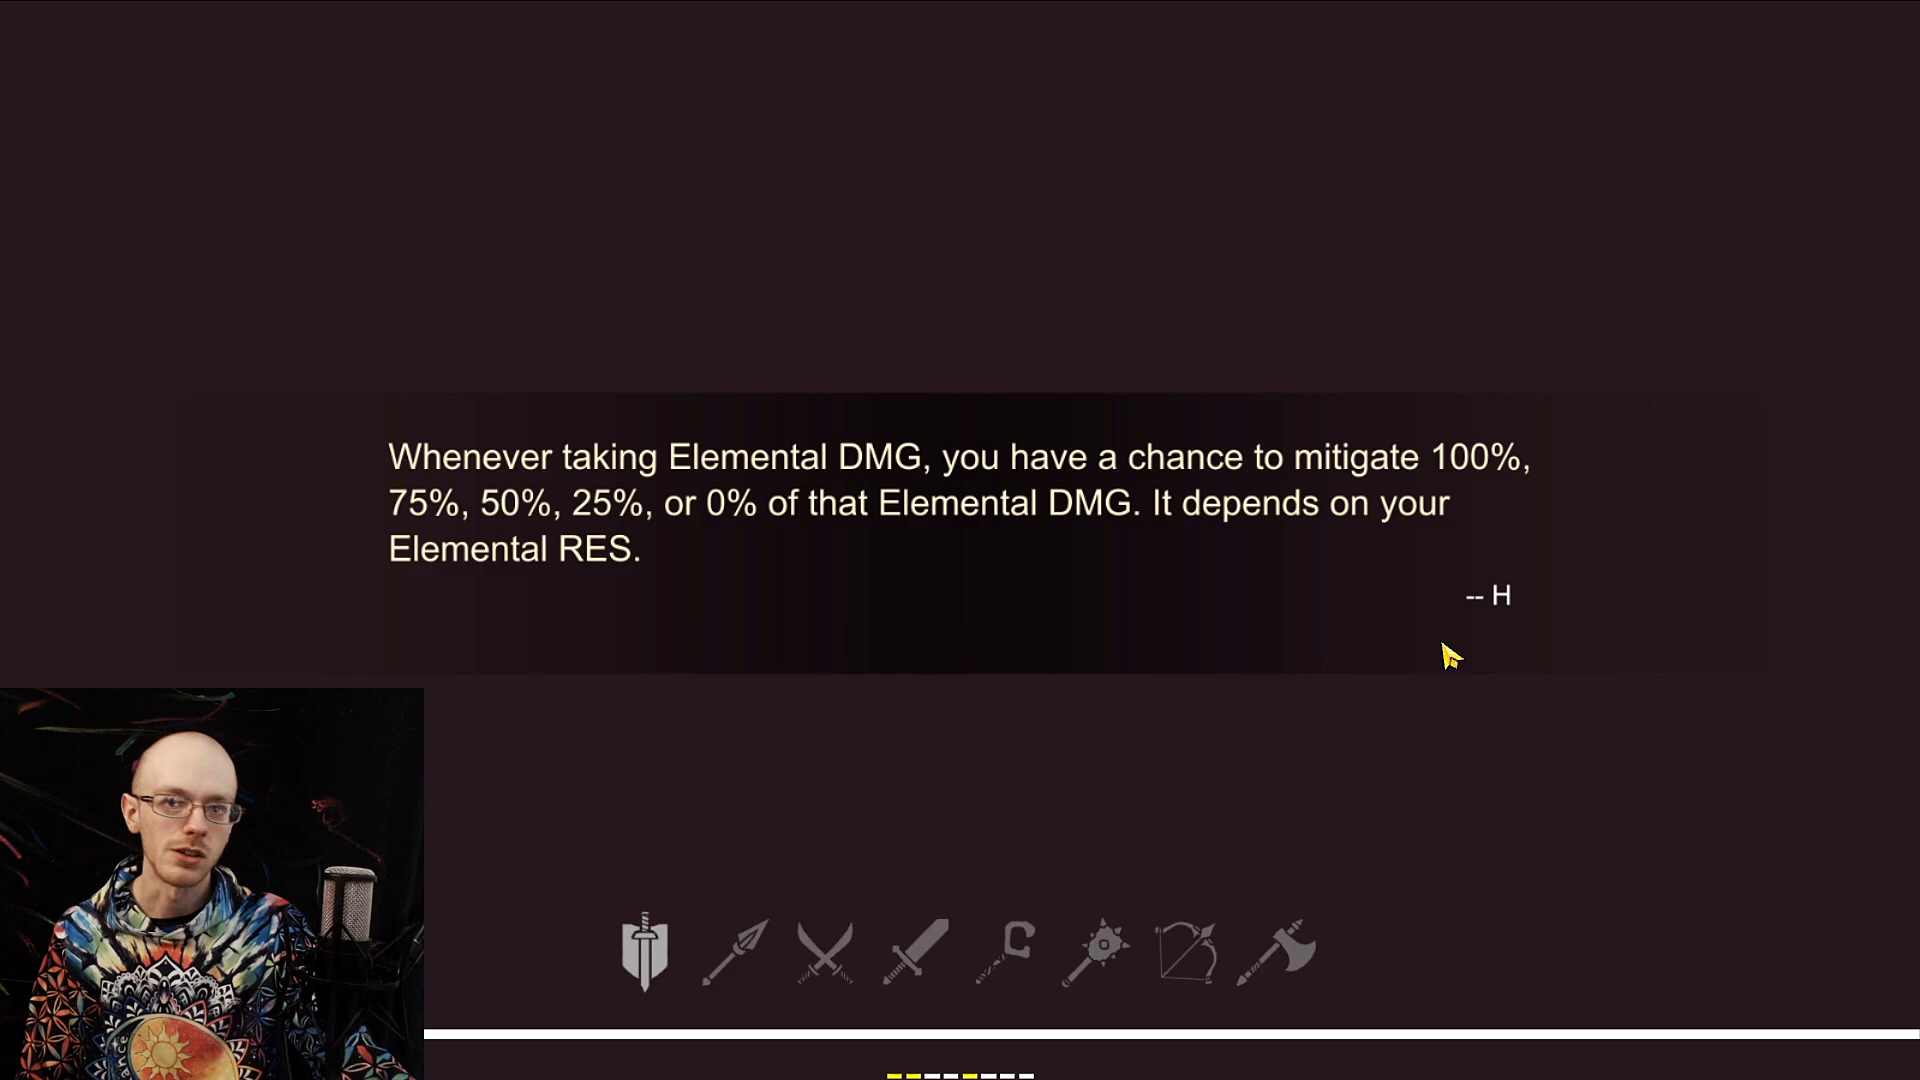 Whenever taking Elemental DMG, you have a chance to mitigate 100%,
75%, 50%, 25%, or 0% of that Elemental DMG. It depends on your
Elemental RES.
-- H